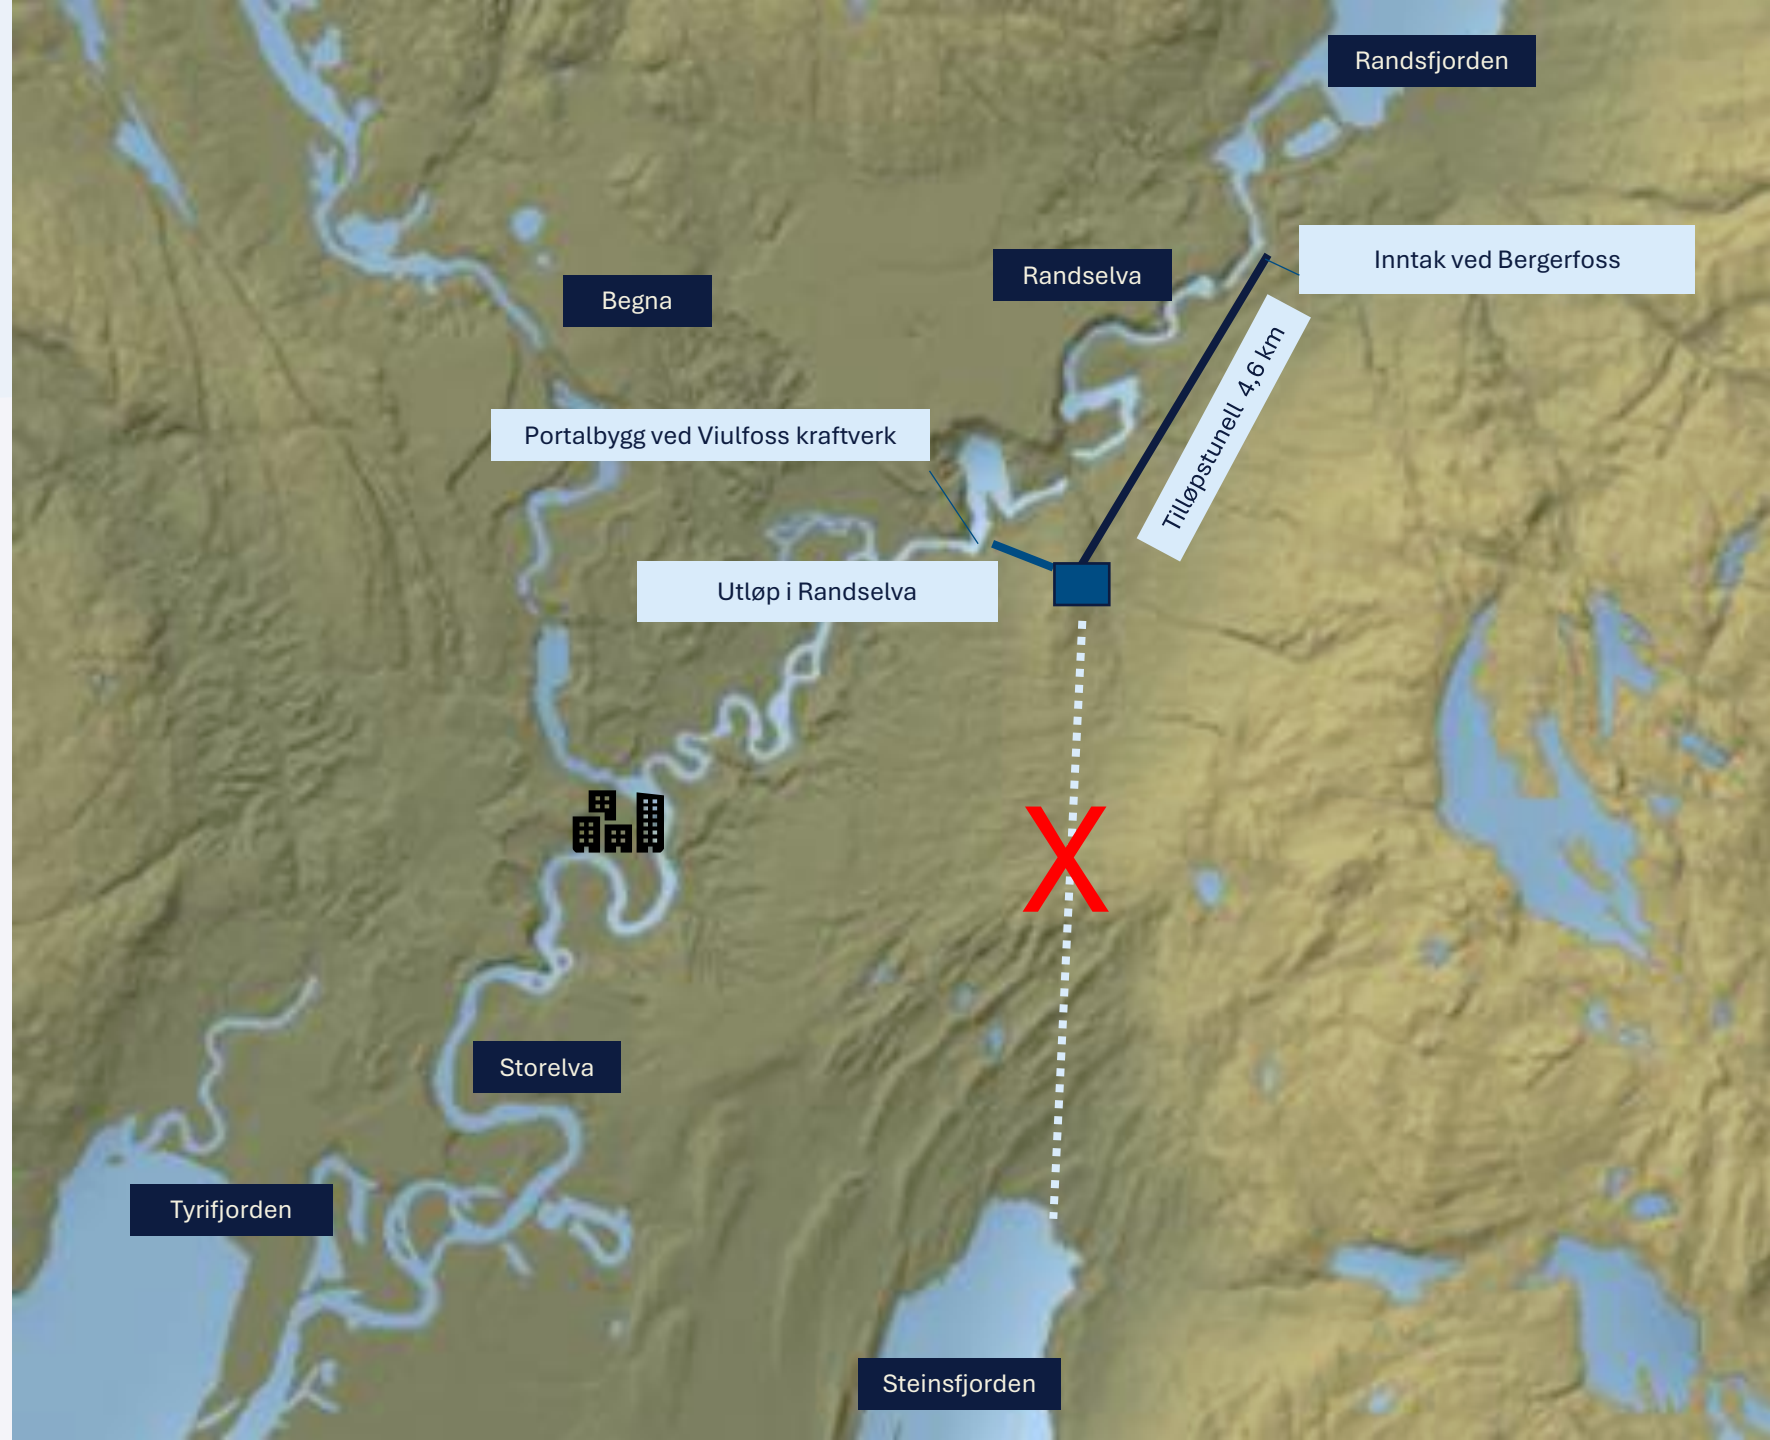 Randsfjorden
Inntak ved Bergerfoss
Randselva
Begna
Tilløpstunell 4,6 km
Portalbygg ved Viulfoss kraftverk
Utløp i Randselva
X
Storelva
Tyrifjorden
Steinsfjorden